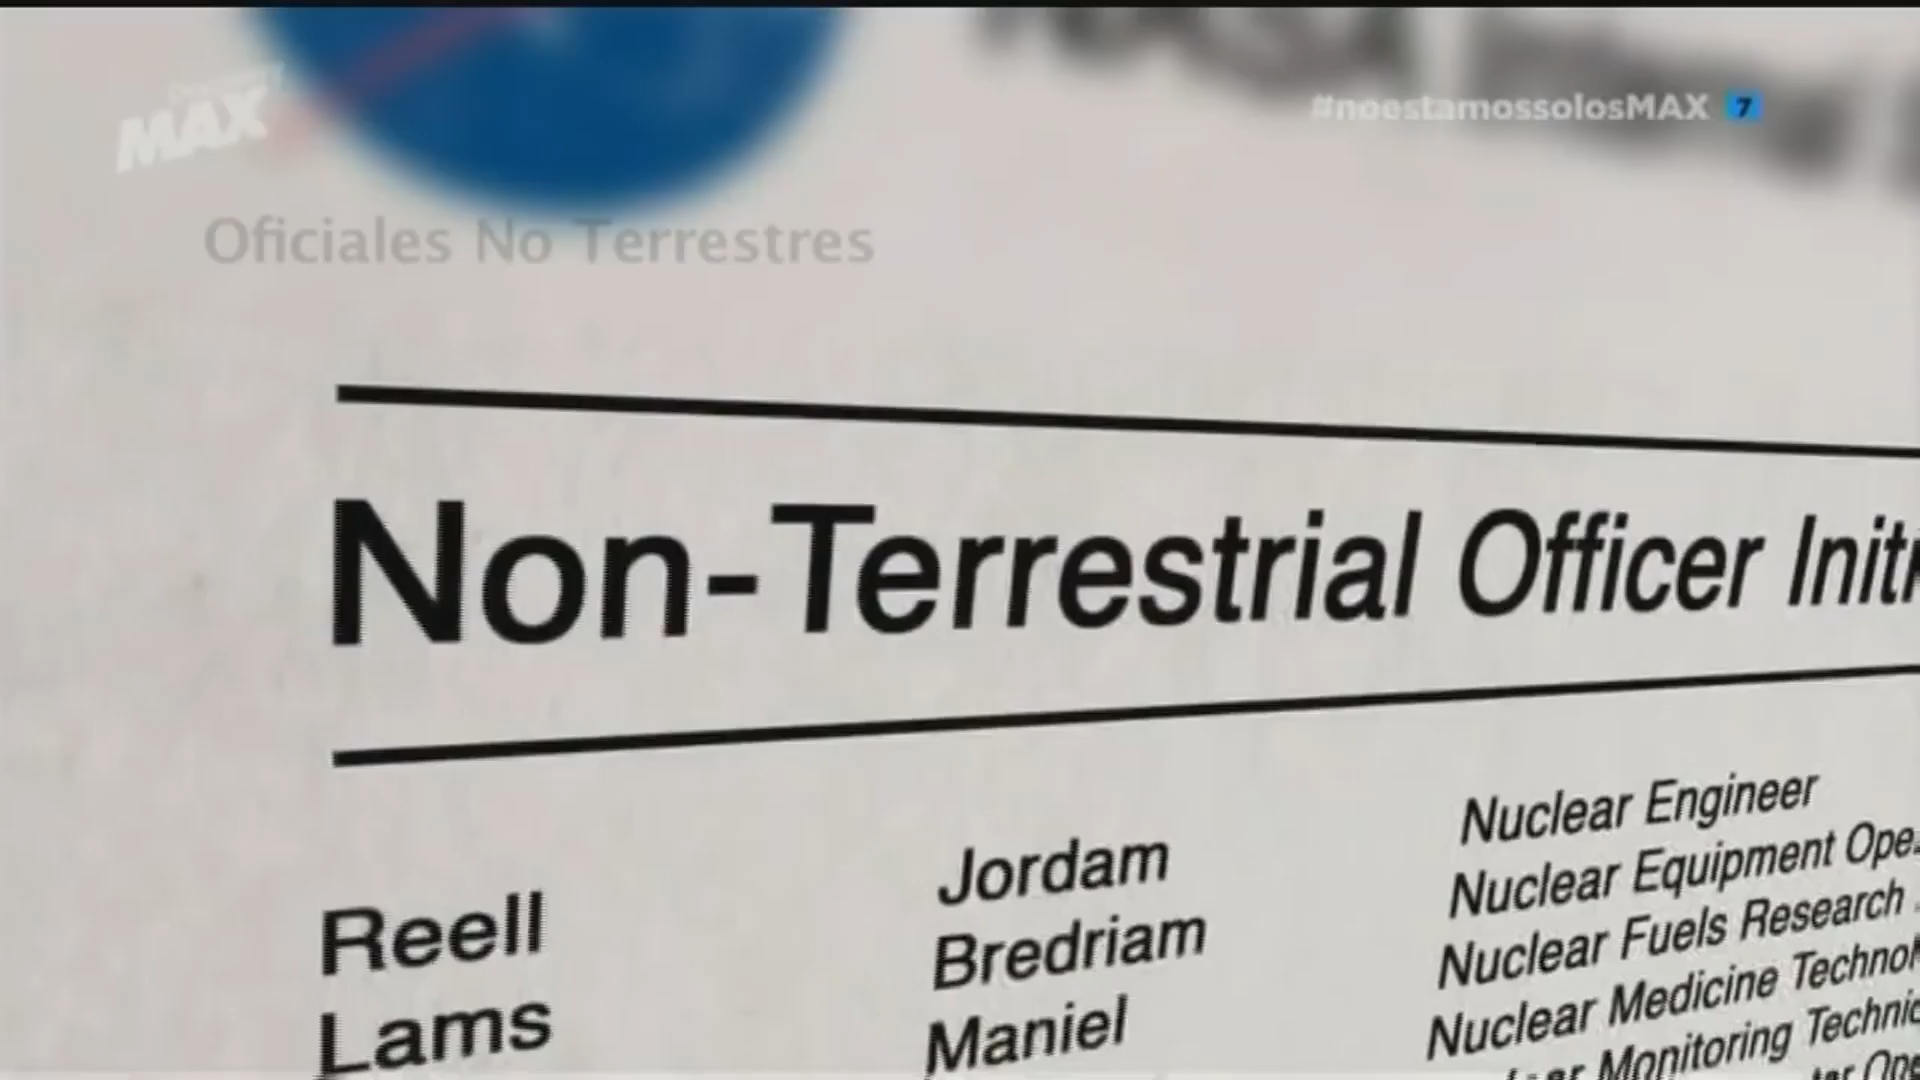 MAX
#noestamossolosMAX 7
Oficiales No Terrestres
Non-Terrestrial Officer
Reell Jordam Nuclear Engineer
Lams Bredriam Nuclear Equipment
Maniel Nuclear Fuels Research
Nuclear Medicine
Monitoring